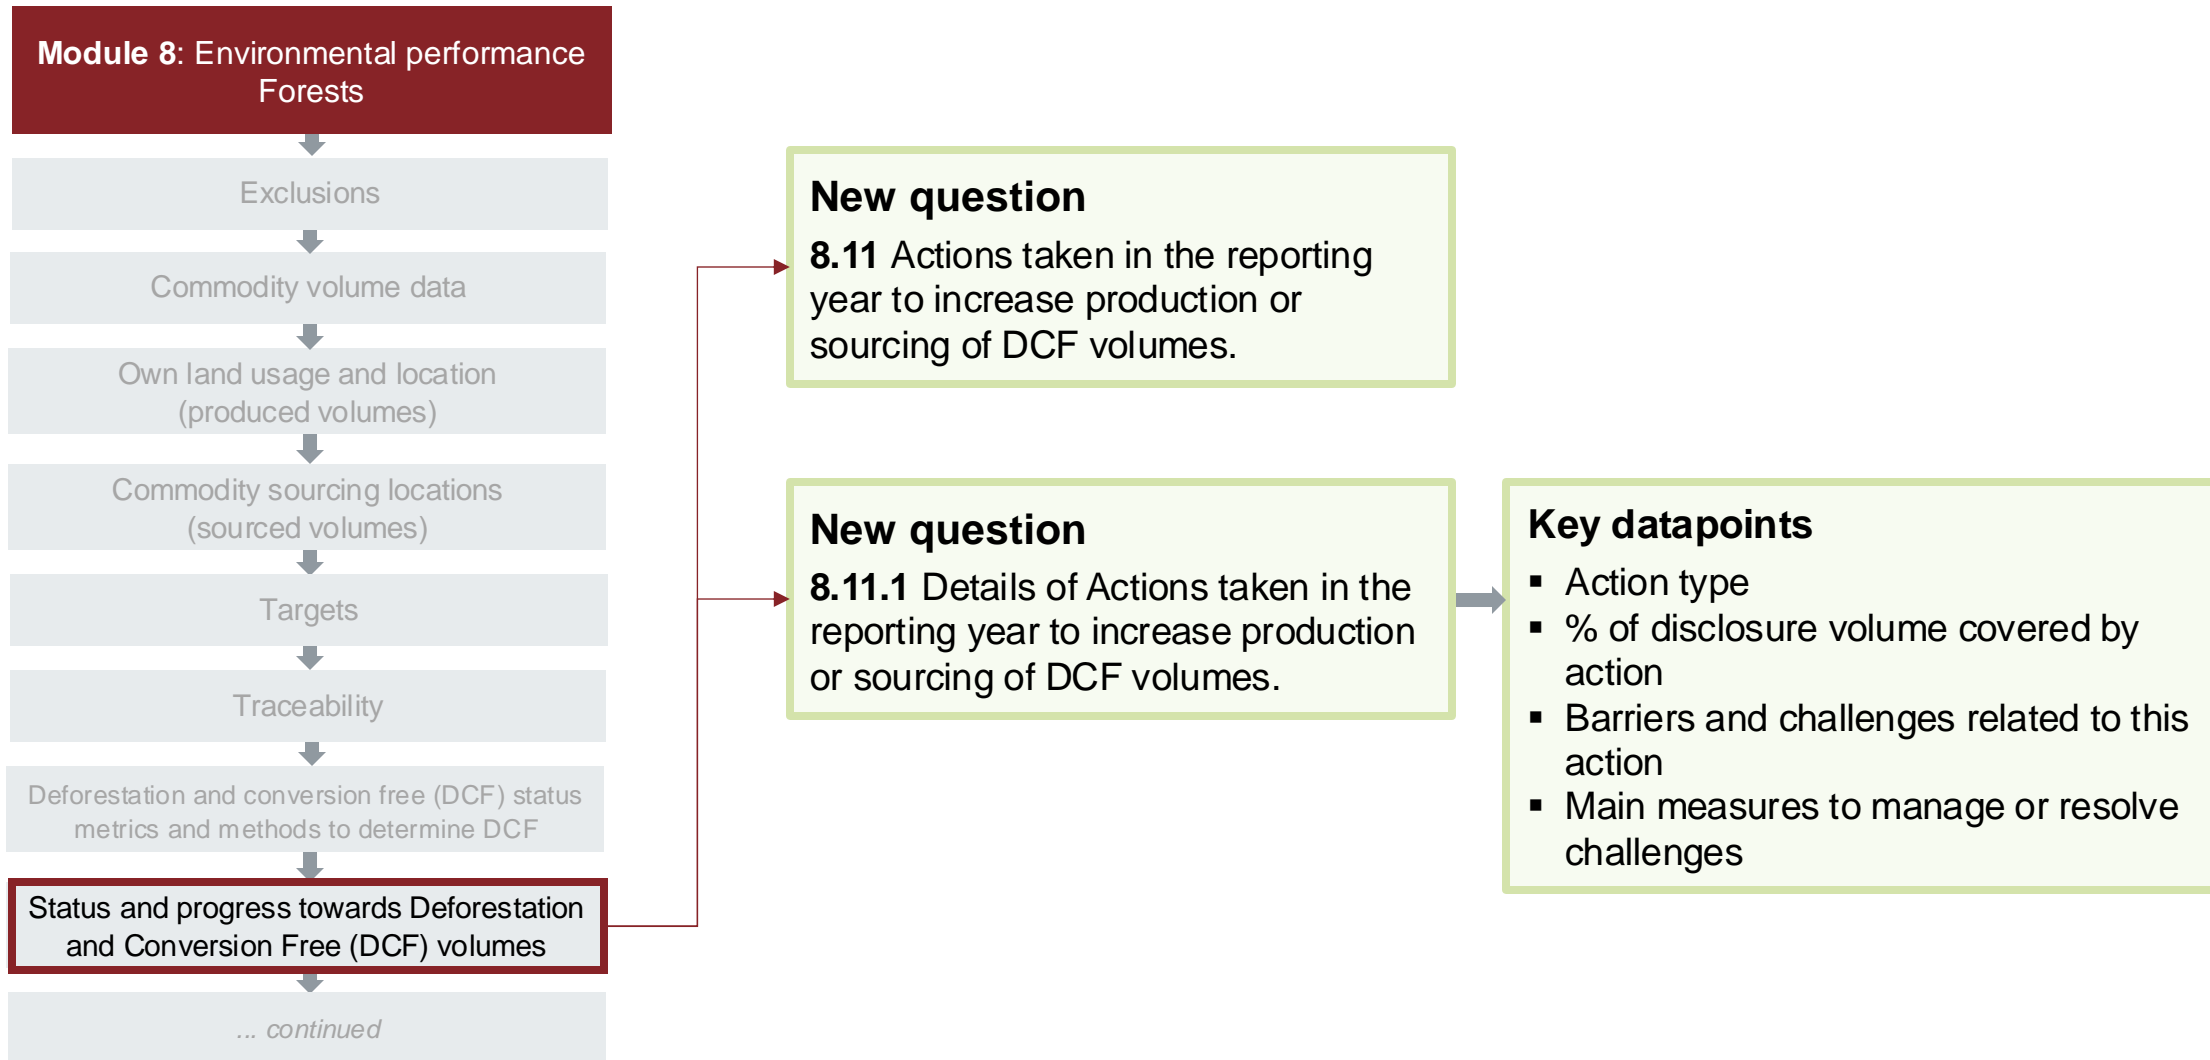 Module 8: Environmental performance
Forests
Exclusions
Commodity volume data
Own land usage and location
(produced volumes)
Commodity sourcing locations
(sourced volumes)
Targets
Traceability
Deforestation and conversion free (DCF) status
metrics and methods to determine DCF
Status and progress towards Deforestation
and Conversion Free (DCF) volumes
... continued
New question
8.11 Actions taken in the reporting
year to increase production or
sourcing of DCF volumes.
New question
8.11.1 Details of Actions taken in the
reporting year to increase production
or sourcing of DCF volumes.
Key datapoints
▪ Action type
▪ % of disclosure volume covered by
action
▪ Barriers and challenges related to this
action
▪ Main measures to manage or resolve
challenges